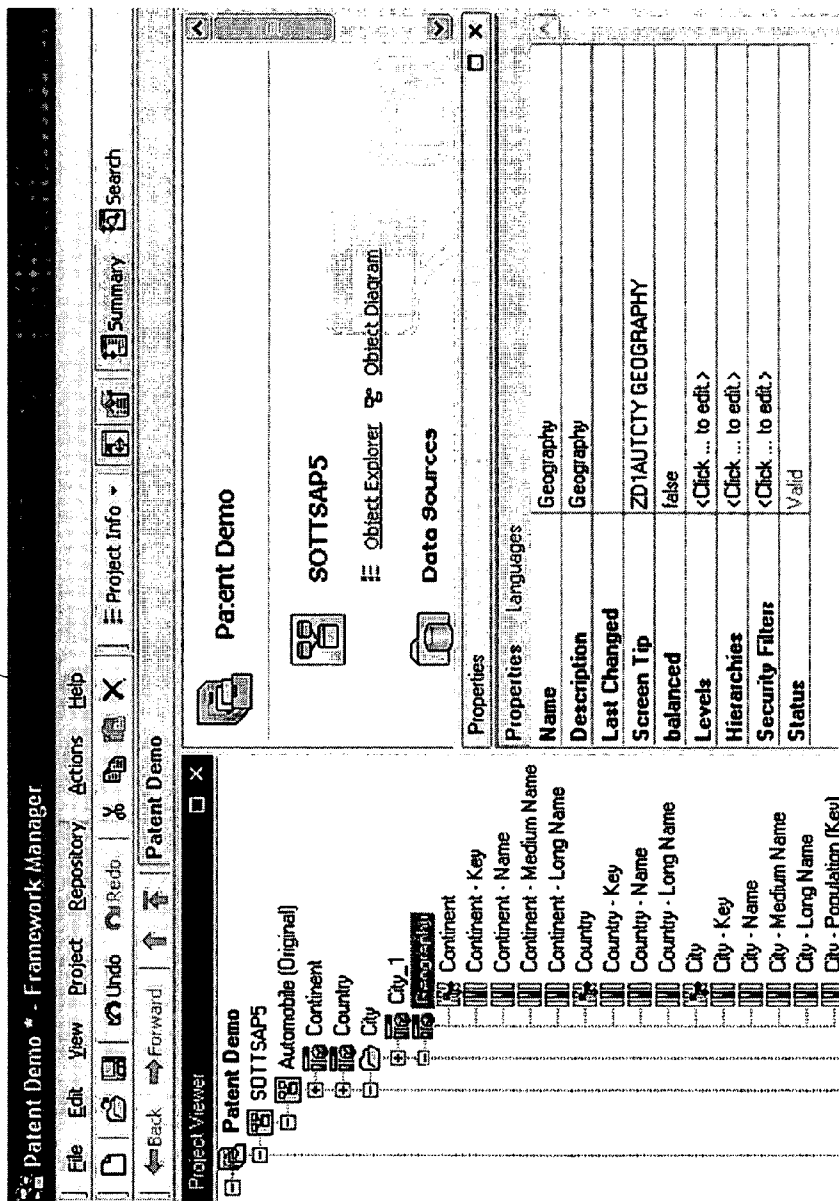 Patent Demo * - Framework Manager
File Edit View Project Repository Actions Help
Undo Redo Project Info Summary Search
Back Forward Patent Demo
Project Viewer
Patent Demo
SOTTSAP5
Automobile (Original)
Continent
Country
City
City_1
Geography
Continent
Continent - Key
Continent - Name
Continent - Medium Name
Continent - Long Name
Country
Country - Key
Country - Name
Country - Long Name
City
City - Key
City - Name
City - Medium Name
City - Long Name
City - Population (Key)
Patent Demo
SOTTSAP5
Object Explorer Object Diagram
Data Sources
Properties
Properties Languages
Name Geography
Description Geography
Last Changed
Screen Tip ZD1AUTCTY GEOGRAPHY
balanced false
Levels <Click ... to edit.>
Hierarchies <Click ... to edit.>
Security Filters <Click ... to edit.>
Status Valid